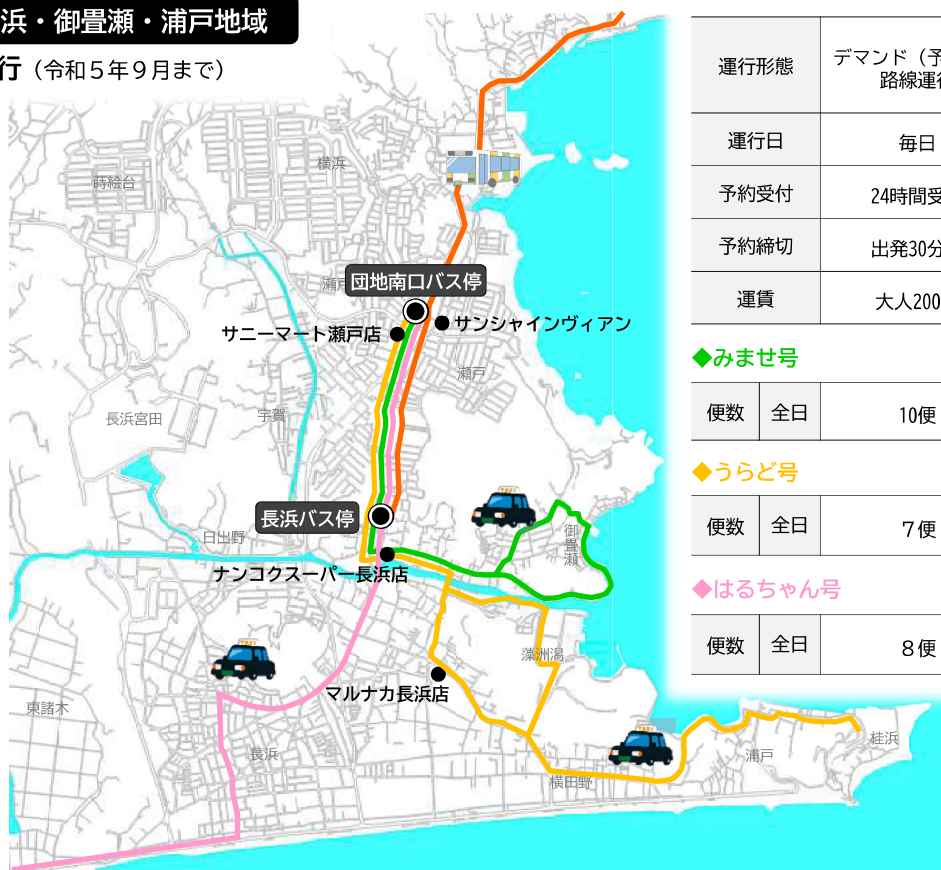 浜・御畳瀬・浦戸地域
行（令和５年９月まで）
運行形態
デマンド（予
路線運行
運行日
毎日
予約受付
24時間受
予約締切
出発30分
運賃
大人200
◆みませ号
便数 全日 10便
◆うらど号
便数 全日 ７便
◆はるちゃん号
便数 全日 ８便
横浜
蒔絵台
瀬戸
団地南口バス停
サニーマート瀬戸店
サンシャインヴィアン
瀬戸
長浜宮田
宇賀
長浜バス停
御畳瀬
日出野
ナンコクスーパー長浜店
TAXI
TAXI
藻洲潟
マルナカ長浜店
東諸木
長浜
TAXI
浦戸
桂浜
横田野